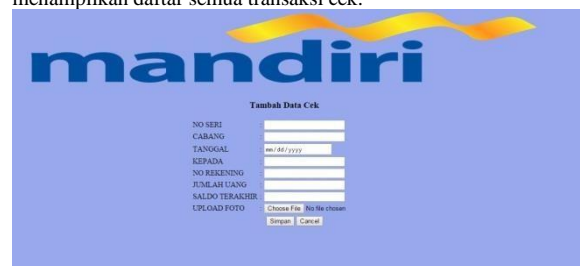 menampilkan daftar semua transaksi cek.
mandiri
Tambah Data Cek
NO SERI :
CABANG :
TANGGAL : mm/dd/yyyy
KEPADA :
NO REKENING :
JUMLAH UANG :
SALDO TERAKHIR :
UPLOAD FOTO : Choose File No file chosen
Simpan Cancel